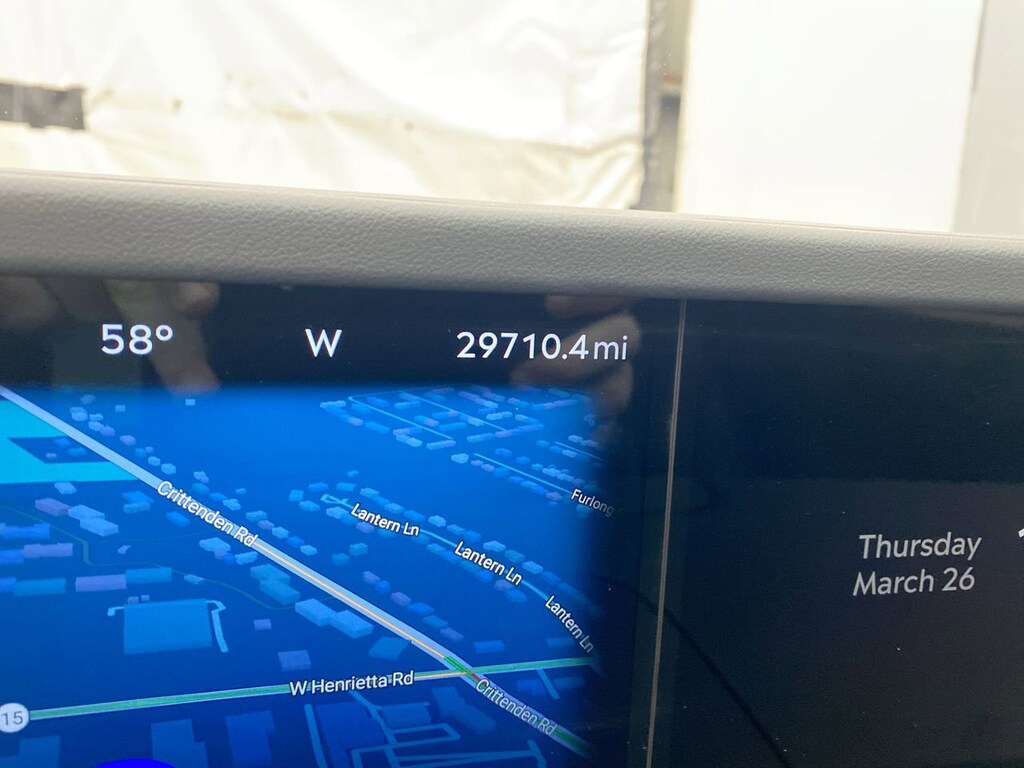 58°
W
29710.4mi
Crittenden Rd
Lantern Ln
Lantern Ln
Lantern Ln
Furlong
W Henrietta Rd
Crittenden Rd
15
Thursday
March 26